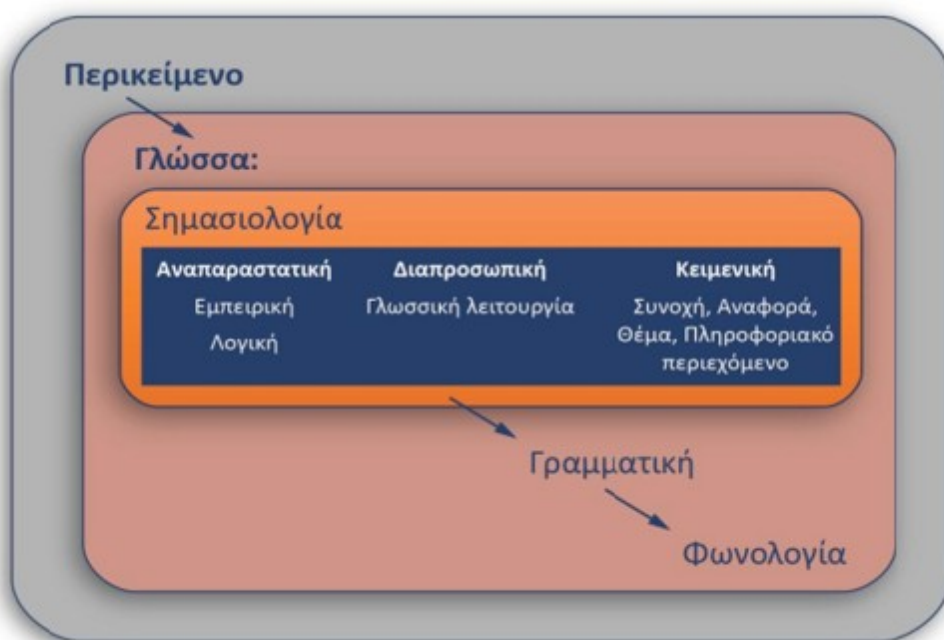 Περικείμενο
Γλώσσα:
Σημασιολογία
Αναπαραστατική
Εμπειρική
Λογική
Διαπροσωπική
Γλωσσική λειτουργία
Κειμενική
Συνοχή, Αναφορά,
Θέμα, Πληροφοριακό
περιεχόμενο
Γραμματική
Φωνολογία